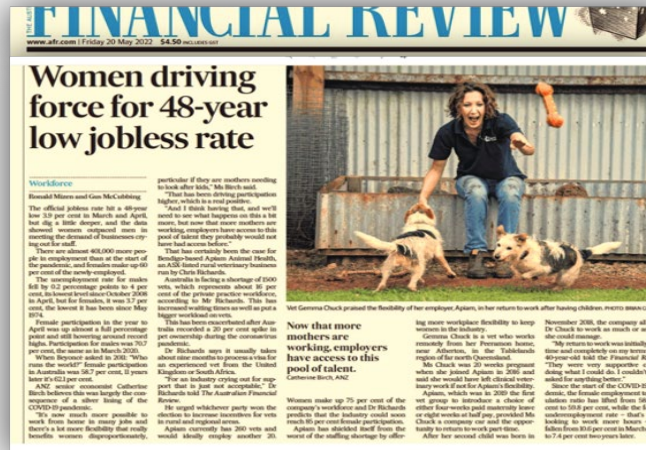 THE AUS
FINANCIAL REVIEW
www.afr.com | Friday 20 May 2022 $4.50 INCLUDES GST
Women driving
force for 48-year
low jobless rate
Workforce
Ronald Mizen and Gus McCubbing
The official jobless rate hit a 48-year
low 3.9 per cent in March and April,
but dig a little deeper, and the data
showed women outpaced men in
meeting the demand of businesses cry-
ing out for staff.
There are almost 401,000 more peo-
ple in employment than at the start of
the pandemic, and females make up 60
per cent of the newly-employed.
The unemployment rate for males
fell by 0.2 percentage points to 4 per
cent, its lowest level since October 2008
in April, but for females, it was 3.7 per
cent, the lowest it has been since May
1974.
Female participation in the year to
April was up almost a full percentage
point and still hovering around record
highs. Participation for males was 70.7
per cent, the same as in March 2020.
When Beyoncé asked in 2011, "Who
runs the world?" female participation
in Australia was 58.7 per cent, 11 years
later it's 62.1 per cent.
ANZ senior economist Catherine
Birch believes this was largely the con-
sequence of a silver lining of the
COVID-19 pandemic.
"It's now much more possible to
work from home in many jobs and
there's a lot more flexibility that really
benefits women disproportionately,
particular if they are mothers needing
to look after kids," Ms Birch said.
"That has been driving participation
higher, which is a real positive.
"And I think having that, and we'll
need to see what happens on this a bit
more, but now that more mothers are
working, employers have access to this
pool of talent they probably would not
have had access before."
That has certainly been the case for
Bendigo-based Apiam Animal Health,
an ASX-listed rural veterinary business
run by Chris Richards.
Australia is facing a shortage of 1500
vets, which represents about 16 per
cent of the private practice workforce,
according to Mr Richards. This has
increased waiting times as well as put a
bigger workload on vets.
This has been exacerbated after Aus-
tralia recorded a 20 per cent spike in
pet ownership during the coronavirus
pandemic.
Dr Richards says it usually takes
about nine months to process a visa for
an experienced vet from the United
Kingdom or South Africa.
"For an industry crying out for sup-
port that is just not acceptable," Dr
Richards told The Australian Financial
Review.
He urged whichever party won the
election to increase incentives for vets
in rural and regional areas.
Apiam currently has 260 vets and
would ideally employ another 20.
Vet Gemma Chuck praised the flexibility of her employer, Apiam, in her return to work after having children. PHOTO: BRIAN
Now that more
mothers are
working, employers
have access to this
pool of talent.
Catherine Birch, ANZ
Women make up 75 per cent of the
company's workforce and Dr Richards
predicts that the industry could soon
reach 85 per cent female participation.
Apiam has shielded itself from the
worst of the staffing shortage by offer-
ing more workplace flexibility to keep
women in the industry.
Gemma Chuck is a vet who works
remotely from her Paremon home,
near Atherton, in the Tablelands
region of far north Queensland.
Ms Chuck was 20 weeks pregnant
when she joined Apiam in 2016 and
said she would have left clinical veter-
inary work if not for Apiam's flexibility.
Apiam, which was in 2019 the first
vet group to introduce a choice of
either four-weeks paid maternity leave
or eight weeks at half pay, provided Ms
Chuck a company car and the oppor-
tunity to return to work part-time.
After her second child was born in
November 2018, the company al
Dr Chuck to work as much or a
she could manage.
"My return to work was initially
time and completely on my terms
40-year-old told the Financial R
"They were very supportive
doing what I could do. I couldn't
asked for anything better."
Since the start of the COVID-1
demic, the female employment to
ulation ratio has lifted from 58
cent to 59.8 per cent, while the f
underemployment rate – that's
looking to work more hours
fallen from 10.6 per cent in March
to 7.4 per cent two years later.